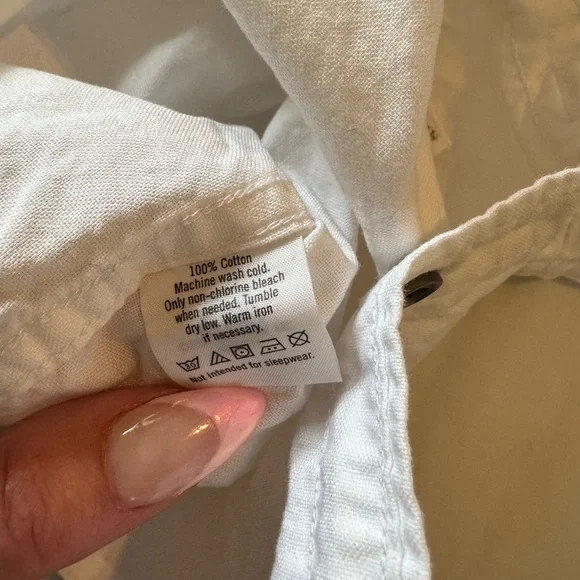 100% Cotton
Machine wash cold.
Only non-chlorine bleach
when needed. Tumble
dry low. Warm iron
if necessary.
30
Not intended for sleepwear.